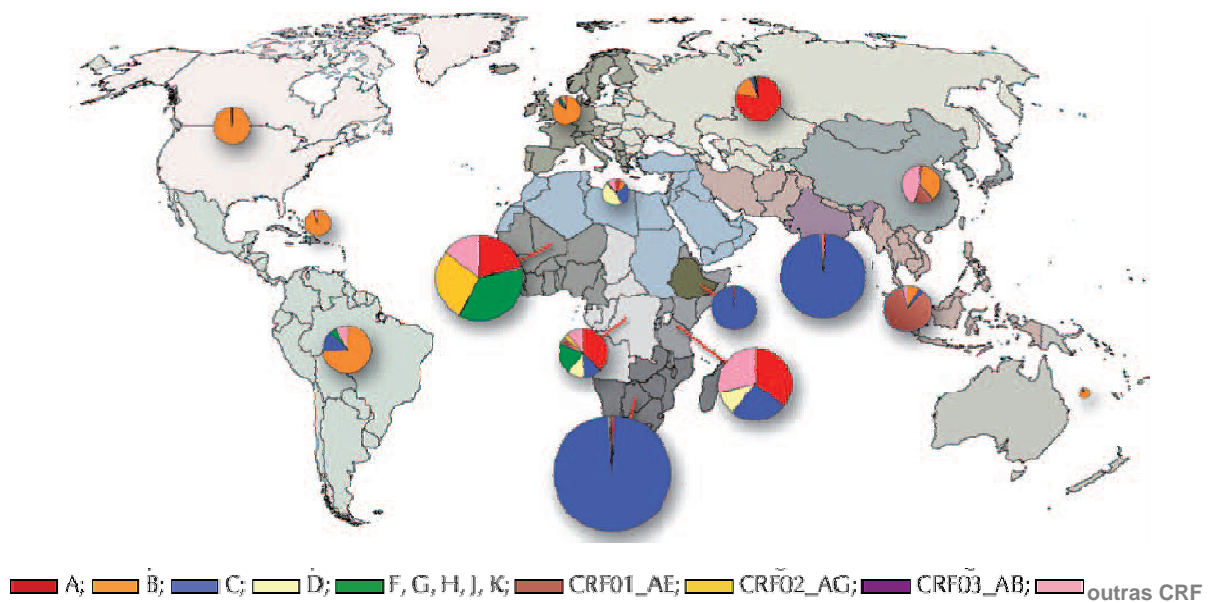 A; B; C; D; F, G, H, J, K; CRF01_AE; CRF02_AG; CRF03_AB; outras CRF